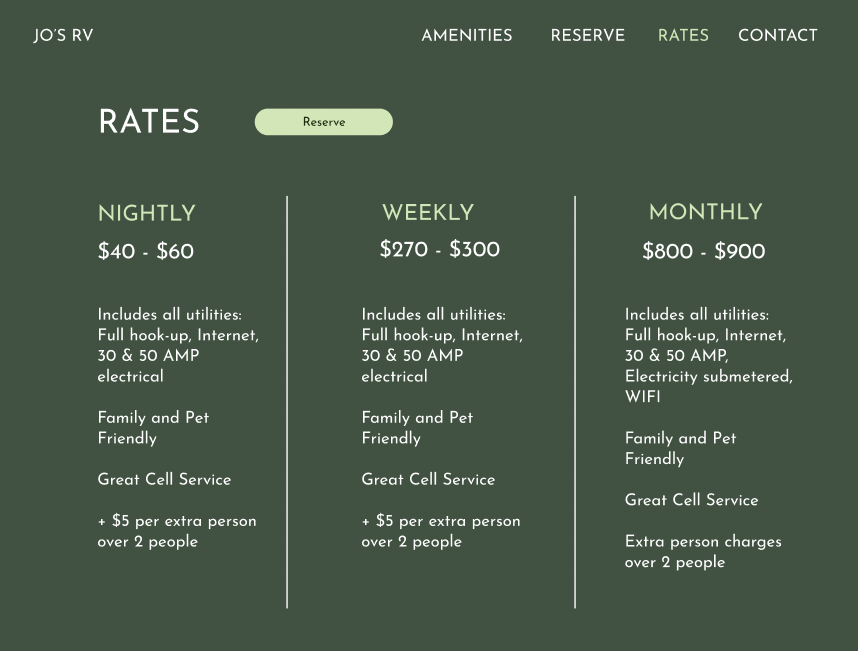 JO'S RV
AMENITIES
RESERVE
RATES
CONTACT
RATES
Reserve
NIGHTLY
$40 - $60
Includes all utilities:
Full hook-up, Internet,
30 & 50 AMP
electrical
Family and Pet
Friendly
Great Cell Service
+ $5 per extra person
over 2 people
WEEKLY
$270 - $300
Includes all utilities:
Full hook-up, Internet,
30 & 50 AMP
electrical
Family and Pet
Friendly
Great Cell Service
+ $5 per extra person
over 2 people
MONTHLY
$800 - $900
Includes all utilities:
Full hook-up, Internet,
30 & 50 AMP,
Electricity submetered,
WIFI
Family and Pet
Friendly
Great Cell Service
Extra person charges
over 2 people